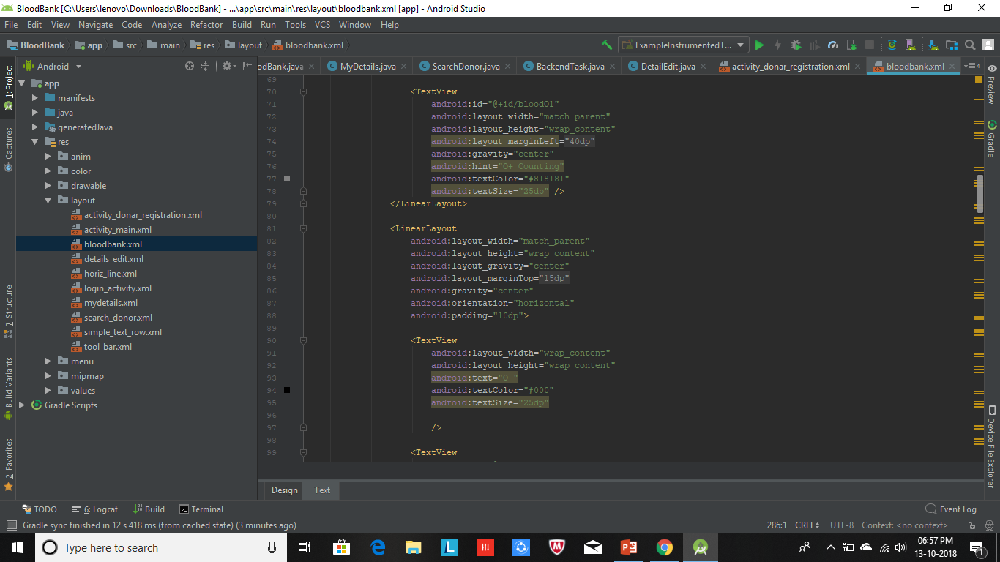 BloodBank [C:\Users\lenovo\Downloads\BloodBank] - ...\app\src\main\res\layout\bloodbank.xml [app] - Android Studio
File Edit View Navigate Code Analyze Refactor Build Run Tools VCS Window Help
BloodBank app src main res layout bloodbank.xml ExampleInstrumentedT...
Android
odBank.java MyDetails.java SearchDonor.java BackendTask.java DetailEdit.java activity_donar_registration.xml bloodbank.xml 4
1: Project
Captures
7: Structure
Build Variants
2: Favorites
app
manifests
java
generatedJava
res
anim
color
drawable
layout
activity_donar_registration.xml
activity_main.xml
bloodbank.xml
details_edit.xml
horiz_line.xml
login_activity.xml
mydetails.xml
search_donor.xml
simple_text_row.xml
tool_bar.xml
menu
mipmap
values
Gradle Scripts
69
70 <TextView
71 android:id="@+id/bloodO1"
72 android:layout_width="match_parent"
73 android:layout_height="wrap_content"
74 android:layout_marginLeft="40dp"
75 android:gravity="center"
76 android:hint="O+ Counting"
77 android:textColor="#818181"
78 android:textSize="25dp" />
79 </LinearLayout>
80
81 <LinearLayout
82 android:layout_width="match_parent"
83 android:layout_height="wrap_content"
84 android:layout_gravity="center"
85 android:layout_marginTop="15dp"
86 android:gravity="center"
87 android:orientation="horizontal"
88 android:padding="10dp">
89
90 <TextView
91 android:layout_width="wrap_content"
92 android:layout_height="wrap_content"
93 android:text="O-"
94 android:textColor="#000"
95 android:textSize="25dp"
96
97 />
98
99 <TextView
Preview
Gradle
Device File Explorer
Design Text
TODO 6: Logcat Build Terminal Event Log
Gradle sync finished in 12 s 418 ms (from cached state) (3 minutes ago) 286:1 CRLF UTF-8 Context: <no context>
Type here to search
L
06:57 PM
13-10-2018
1